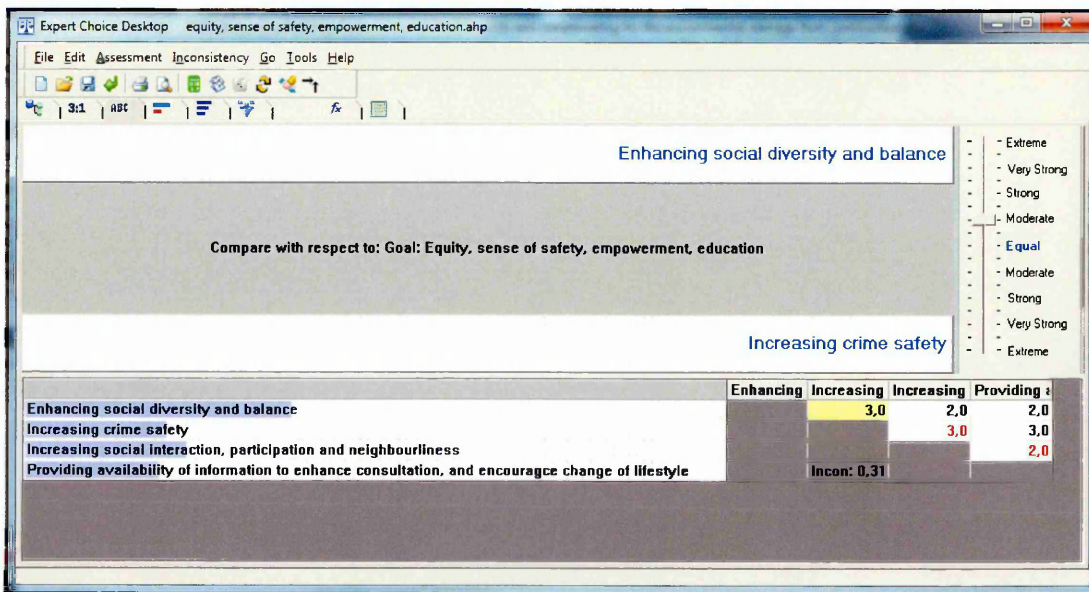 Expert Choice Desktop equity, sense of safety, empowerment, education.ahp
File Edit Assessment Inconsistency Go Tools Help
3:1 ABC fx
Enhancing social diversity and balance
Compare with respect to: Goal: Equity, sense of safety, empowerment, education
Increasing crime safety
Extreme
Very Strong
Strong
Moderate
Equal
Moderate
Strong
Very Strong
Extreme
Enhancing Increasing Increasing Providing a
Enhancing social diversity and balance 3,0 2,0 2,0
Increasing crime safety 3,0 3,0
Increasing social interaction, participation and neighbourliness 2,0
Providing availability of information to enhance consultation, and encouragce change of lifestyle Incon: 0,31